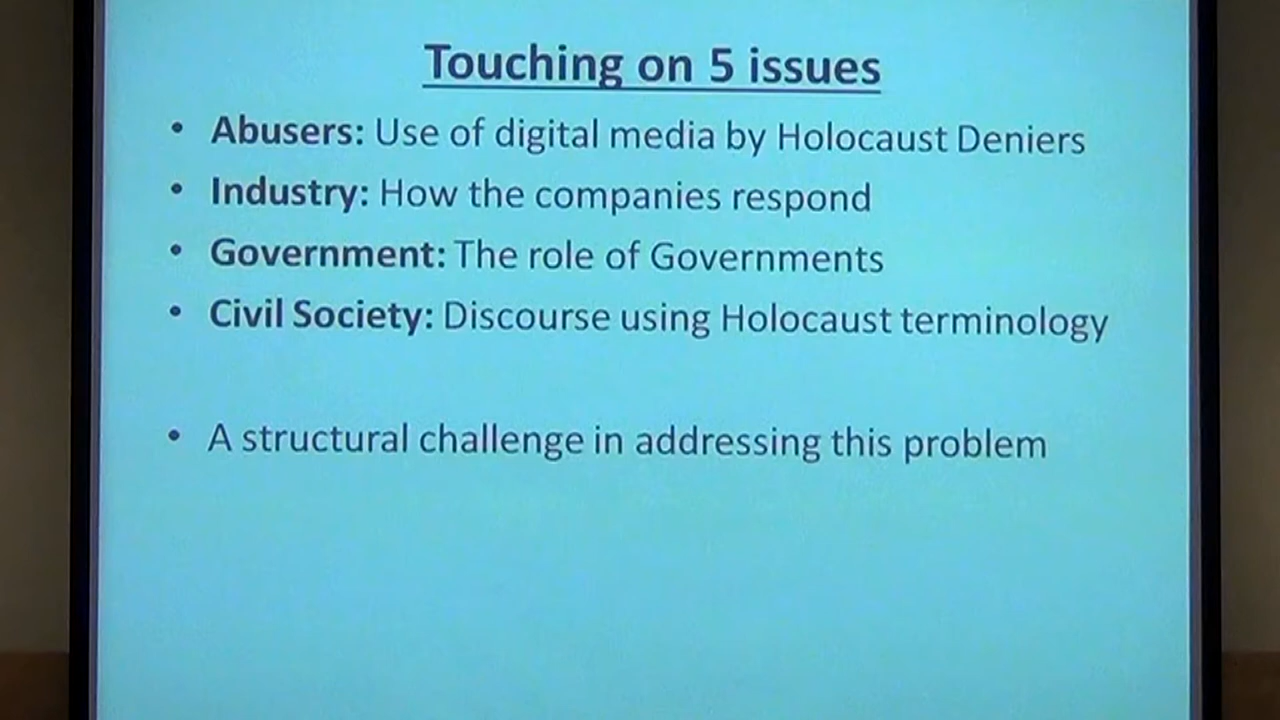 Touching on 5 issues
• Abusers: Use of digital media by Holocaust Deniers
• Industry: How the companies respond
• Government: The role of Governments
• Civil Society: Discourse using Holocaust terminology
• A structural challenge in addressing this problem